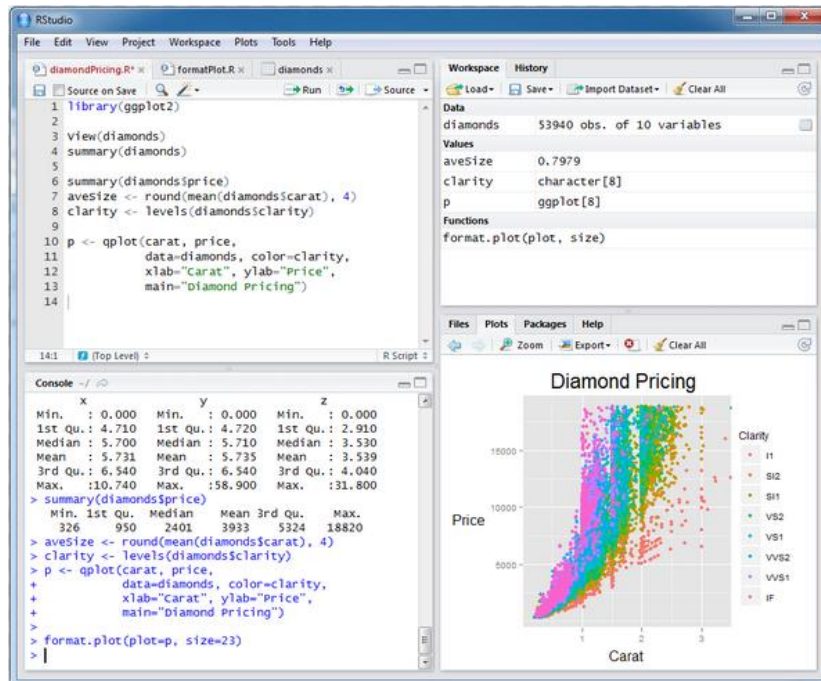 RStudio
File Edit View Project Workspace Plots Tools Help
diamondPricing.R* × formatPlot.R × diamonds ×
Source on Save Run Source
1 library(ggplot2)
2
3 View(diamonds)
4 summary(diamonds)
5
6 summary(diamonds$price)
7 aveSize <- round(mean(diamonds$carat), 4)
8 clarity <- levels(diamonds$clarity)
9
10 p <- qplot(carat, price,
11 data=diamonds, color=clarity,
12 xlab="Carat", ylab="Price",
13 main="Diamond Pricing")
14
14:1 (Top Level) R Script
Console ~/
x y z
Min. : 0.000 Min. : 0.000 Min. : 0.000
1st Qu.: 4.710 1st Qu.: 4.720 1st Qu.: 2.910
Median : 5.700 Median : 5.710 Median : 3.530
Mean : 5.731 Mean : 5.735 Mean : 3.539
3rd Qu.: 6.540 3rd Qu.: 6.540 3rd Qu.: 4.040
Max. :10.740 Max. :58.900 Max. :31.800
> summary(diamonds$price)
Min. 1st Qu. Median Mean 3rd Qu. Max.
326 950 2401 3933 5324 18820
> aveSize <- round(mean(diamonds$carat), 4)
> clarity <- levels(diamonds$clarity)
> p <- qplot(carat, price,
+ data=diamonds, color=clarity,
+ xlab="Carat", ylab="Price",
+ main="Diamond Pricing")
>
> format.plot(plot=p, size=23)
>
Workspace History
Load Save Import Dataset Clear All
Data
diamonds 53940 obs. of 10 variables
Values
aveSize 0.7979
clarity character[8]
p ggplot[8]
Functions
format.plot(plot, size)
Files Plots Packages Help
Zoom Export Clear All
Diamond Pricing
Price
15000
10000
5000
1 2 3
Carat
Clarity
I1
SI2
SI1
VS2
VS1
VVS2
VVS1
IF